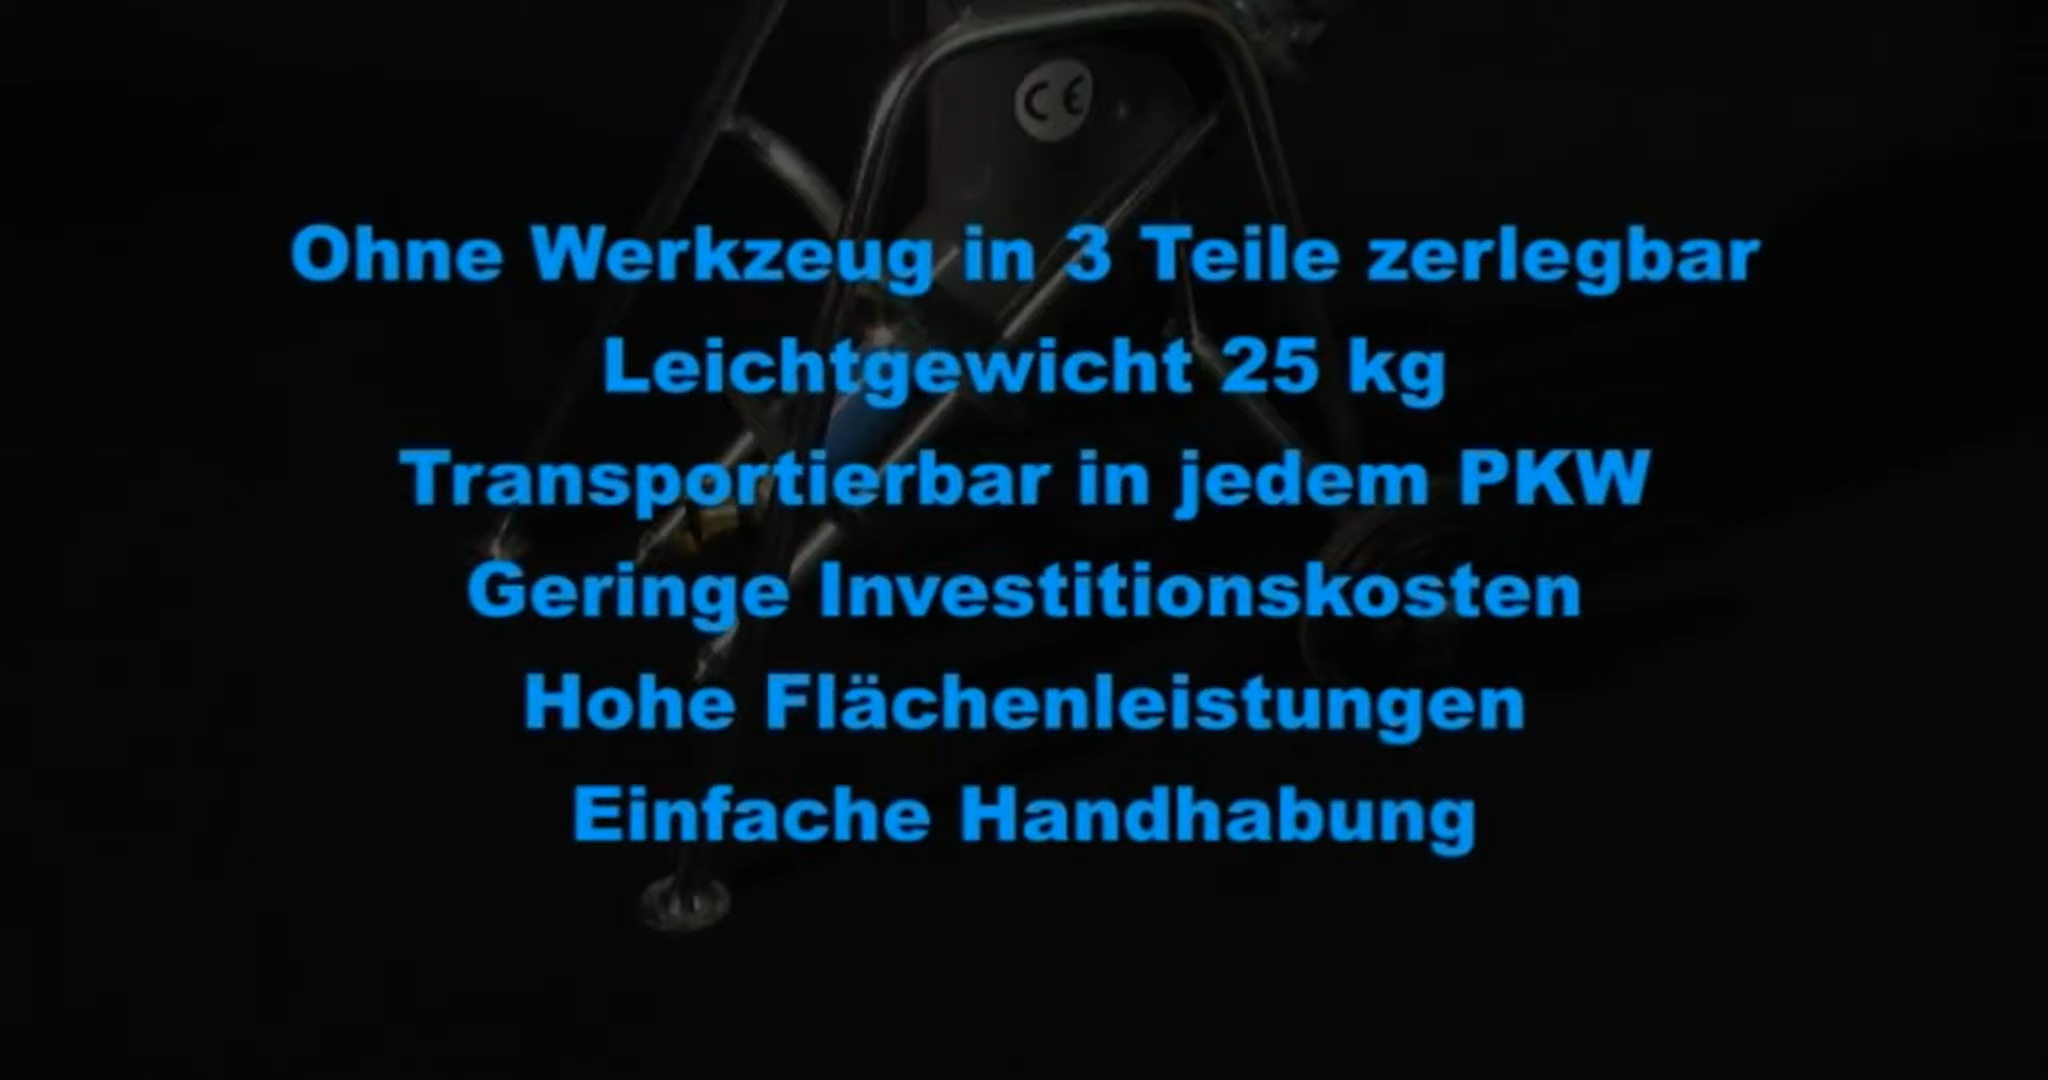 CE
Ohne Werkzeug in 3 Teile zerlegbar
Leichtgewicht 25 kg
Transportierbar in jedem PKW
Geringe Investitionskosten
Hohe Flächenleistungen
Einfache Handhabung